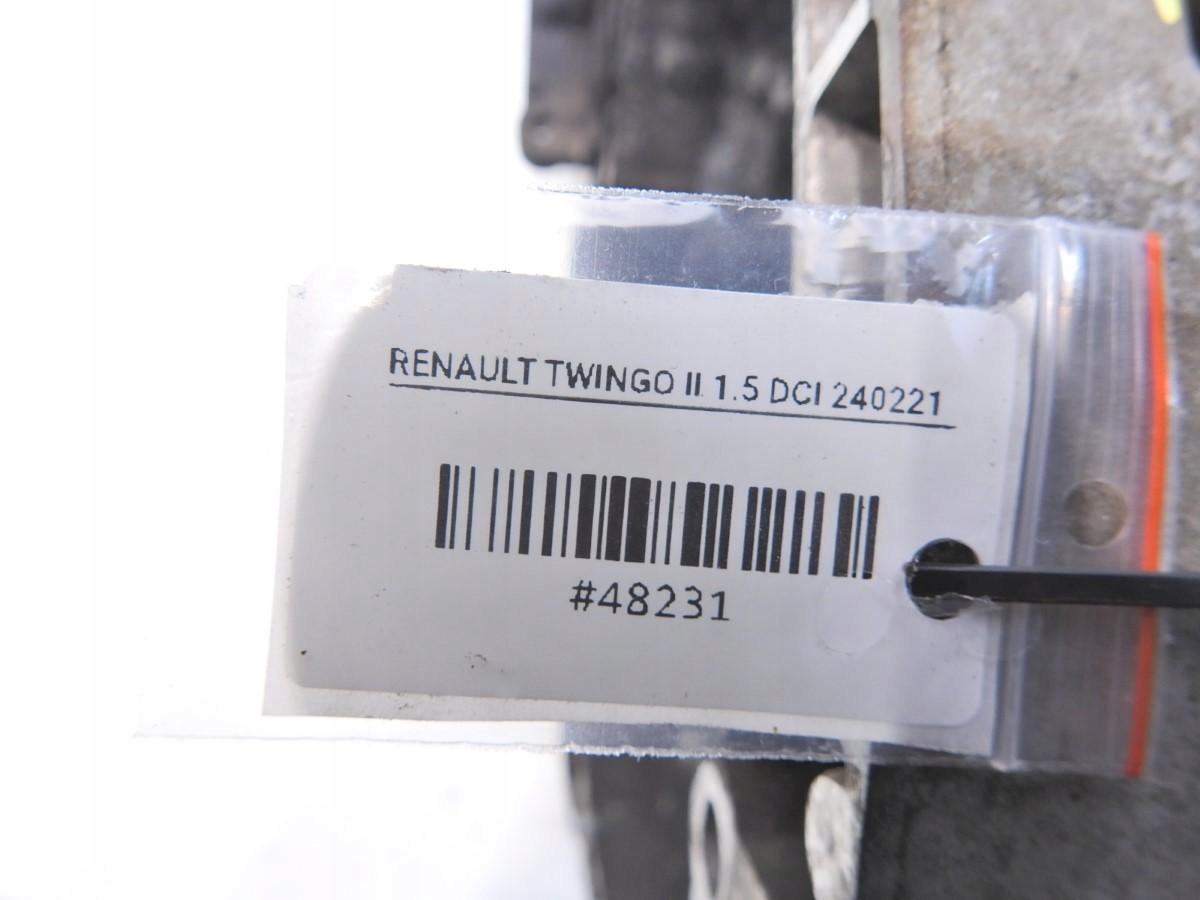 RENAULT TWINGO II 1.5 DCI 240221
#48231